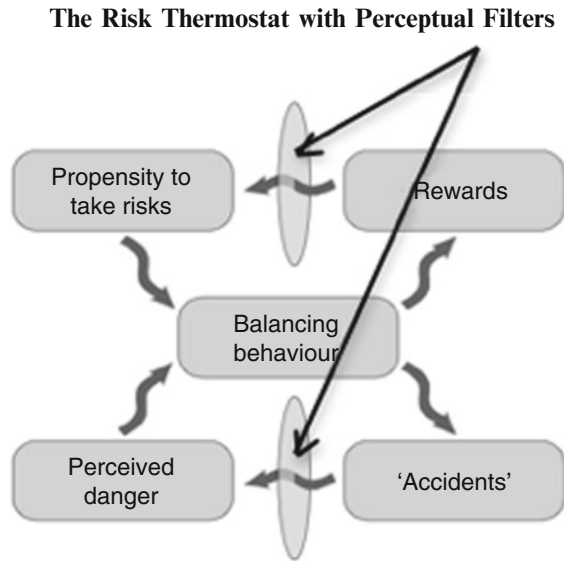 The Risk Thermostat with Perceptual Filters
Propensity to
take risks
Rewards
Balancing
behaviour
Perceived
danger
'Accidents'